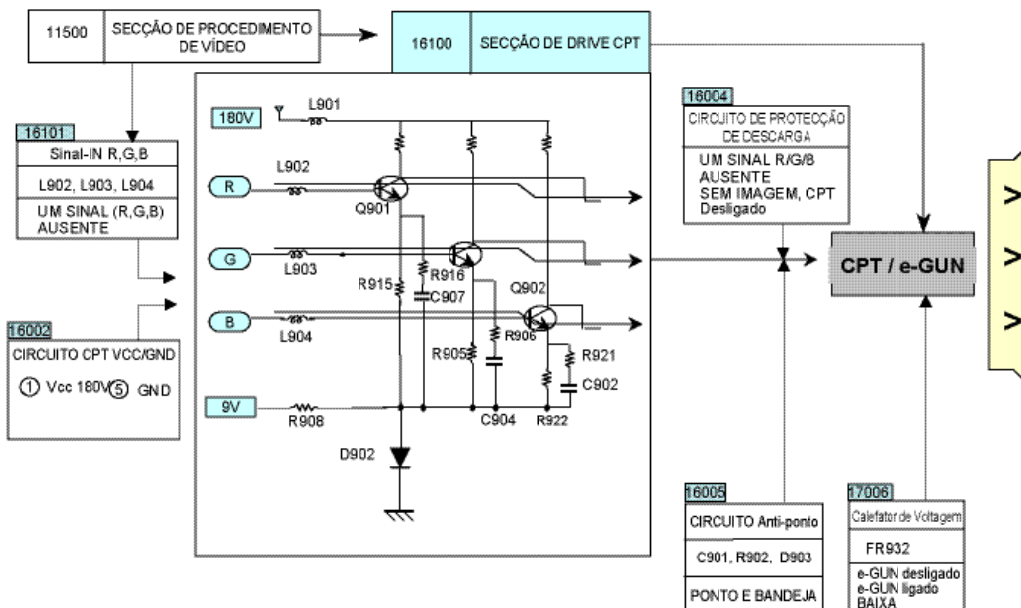 11500
SECÇÃO DE PROCEDIMENTO
DE VÍDEO
16100
SECÇÃO DE DRIVE CPT
16101
Sinal-IN R,G,B
L902, L903, L904
UM SINAL (R,G,B)
AUSENTE
16002
CIRCUITO CPT VCC/GND
① Vcc 180V⑤ GND
180V
L901
L902
R
Q901
G
L903
R916
R915
C907
Q902
B
L904
R906
R905
R921
C902
9V
R908
C904
R922
D902
16004
CIRCUITO DE PROTECÇÃO
DE DESCARGA
UM SINAL R/G/B
AUSENTE
SEM IMAGEM, CPT
Desligado
CPT / e-GUN
>
>
>
16005
CIRCUITO Anti-ponto
C901, R902, D903
PONTO E BANDEJA
17006
Calefator de Voltagem
FR932
e-GUN desligado
e-GUN ligado
BAIXA